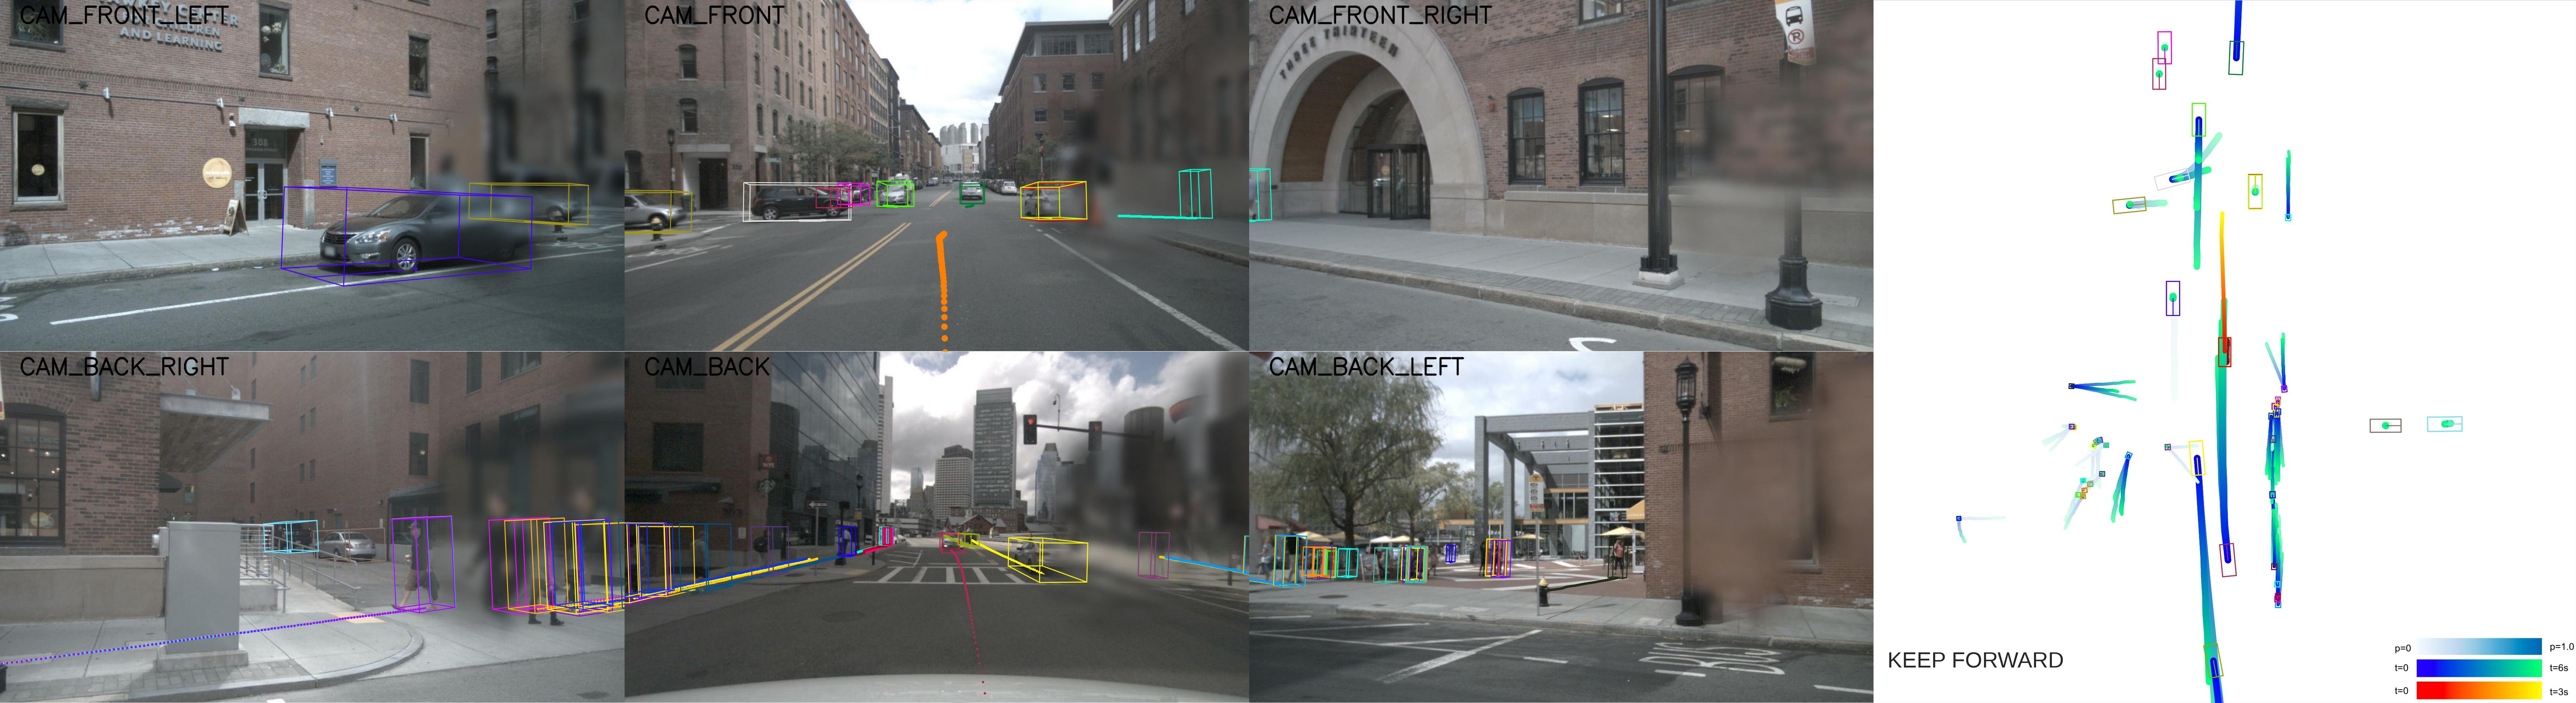 CAM_FRONT_LEFT
CHILDREN
AND LEARNING
308
CAM_FRONT
CAM_FRONT_RIGHT
THREE THIRTEEN
CAM_BACK_RIGHT
CAM_BACK
CAM_BACK_LEFT
BUS
KEEP FORWARD
p=0
p=1.0
t=0
t=6s
t=0
t=3s